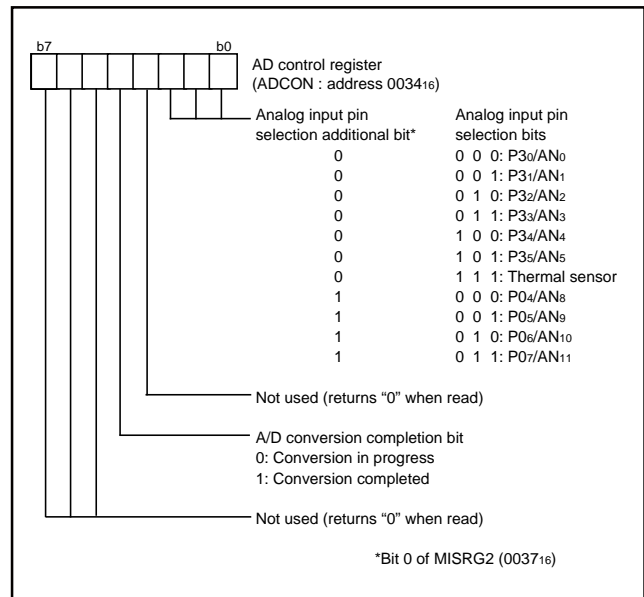 b7 b0
AD control register
(ADCON : address 003416)
Analog input pin selection additional bit*
Analog input pin selection bits
0 0 0 0: P30/AN0
0 0 0 1: P31/AN1
0 0 1 0: P32/AN2
0 0 1 1: P33/AN3
0 1 0 0: P34/AN4
0 1 0 1: P35/AN5
0 1 1 1: Thermal sensor
1 0 0 0: P04/AN8
1 0 0 1: P05/AN9
1 0 1 0: P06/AN10
1 0 1 1: P07/AN11
Not used (returns “0” when read)
A/D conversion completion bit
0: Conversion in progress
1: Conversion completed
Not used (returns “0” when read)
*Bit 0 of MISRG2 (003716)